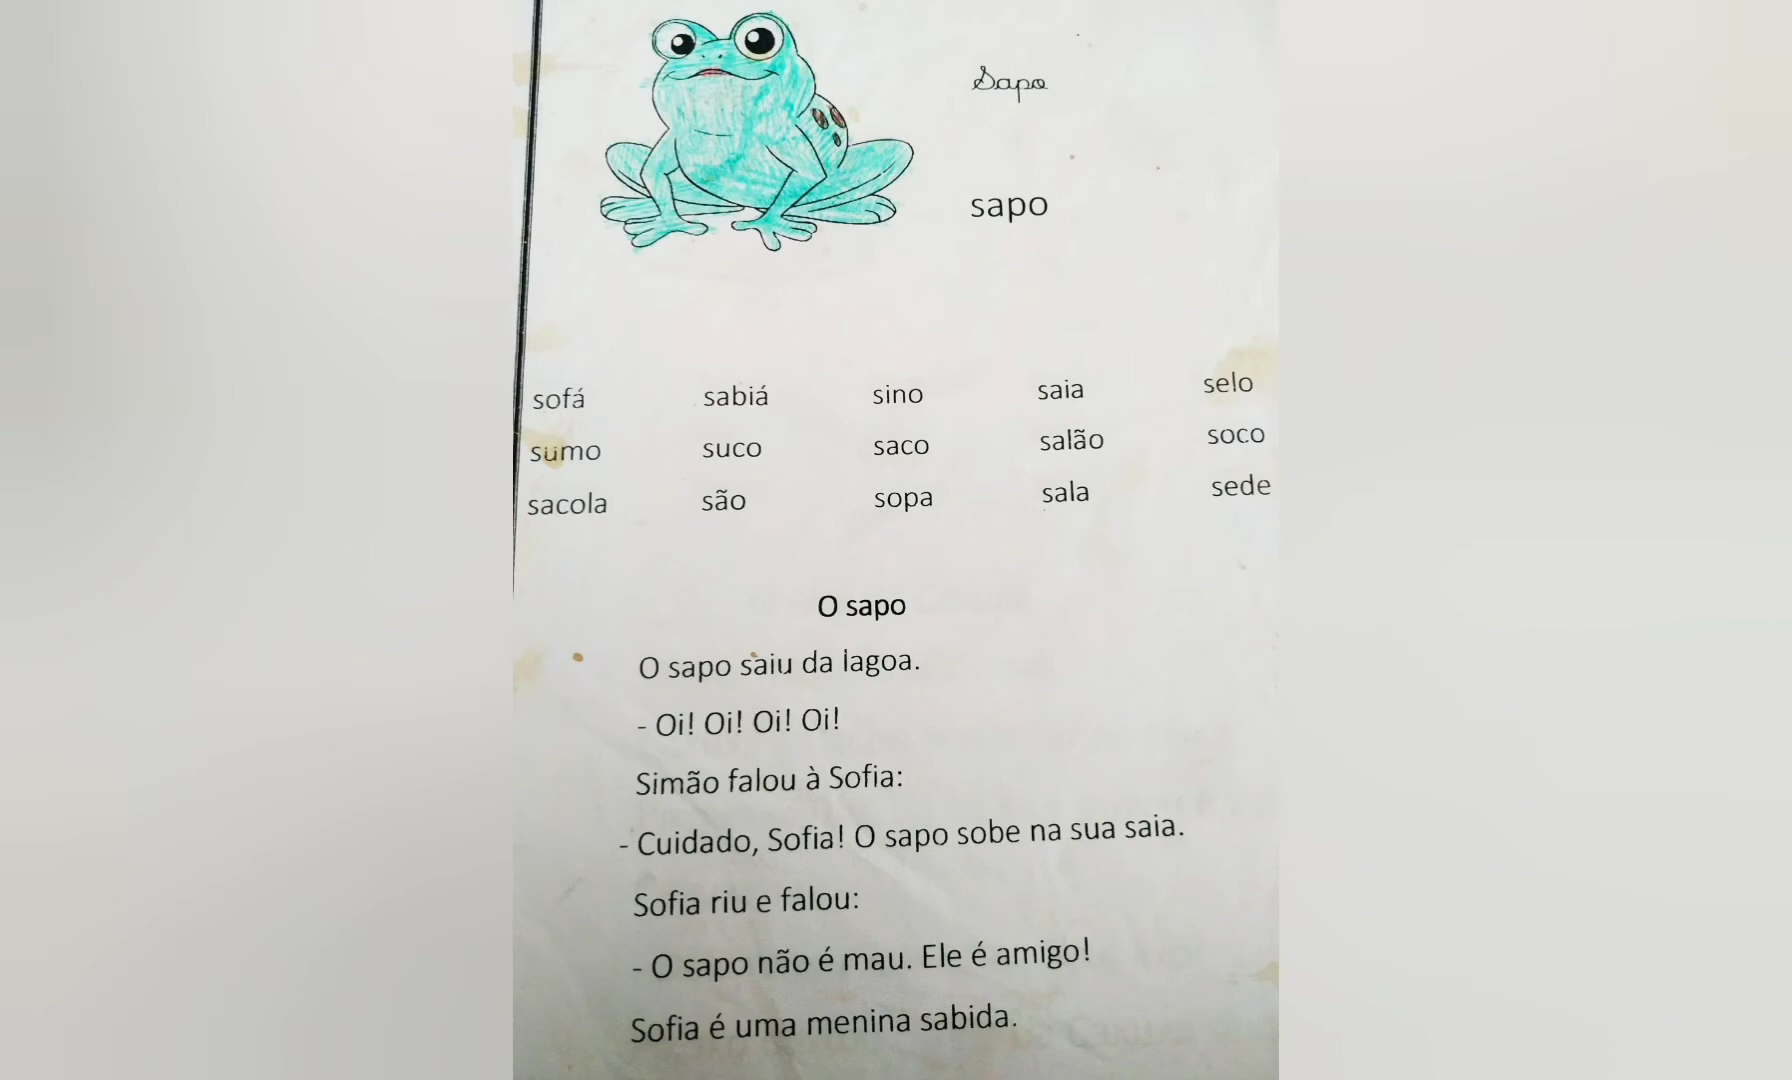 Sapo
sapo
sofá sabiá sino saia selo
sumo suco saco salão soco
sacola são sopa sala sede
O sapo
O sapo saiu da lagoa.
- Oi! Oi! Oi! Oi!
Simão falou à Sofia:
- Cuidado, Sofia! O sapo sobe na sua saia.
Sofia riu e falou:
- O sapo não é mau. Ele é amigo!
Sofia é uma menina sabida.